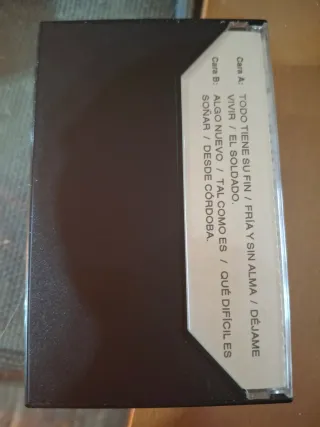 Cara A: TODO TIENE SU FIN / FRÍA Y SIN ALMA / DÉJAME
VIVIR / EL SOLDADO.
Cara B: ALGO NUEVO / TAL COMO ES / QUÉ DIFÍCIL ES
SOÑAR / DESDE CÓRDOBA.